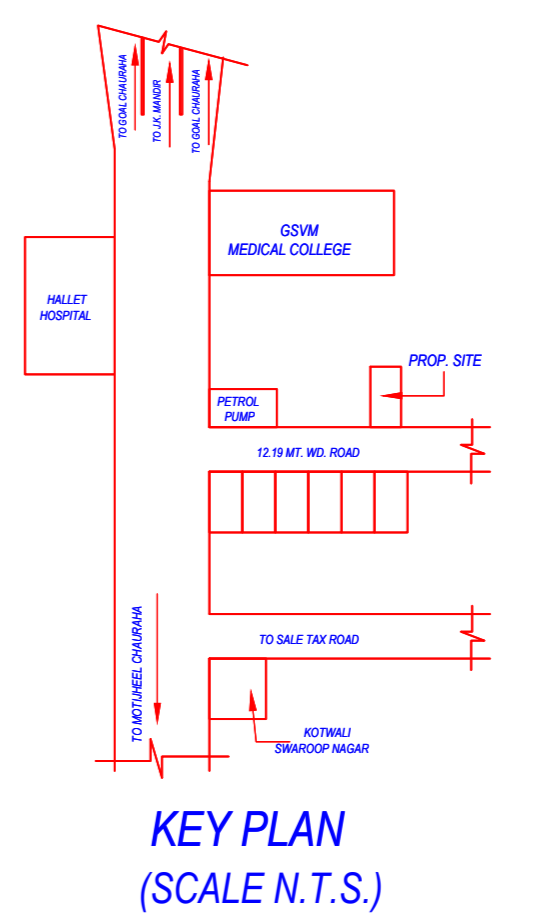 TO GOAL CHAURAHA
TO J.K. MANDIR
TO GOAL CHAURAHA
GSVM
MEDICAL COLLEGE
HALLET
HOSPITAL
PROP. SITE
PETROL
PUMP
12.19 MT. WD. ROAD
TO MOTIJHEEL CHAURAHA
TO SALE TAX ROAD
KOTWALI
SWAROOP NAGAR
KEY PLAN
(SCALE N.T.S.)